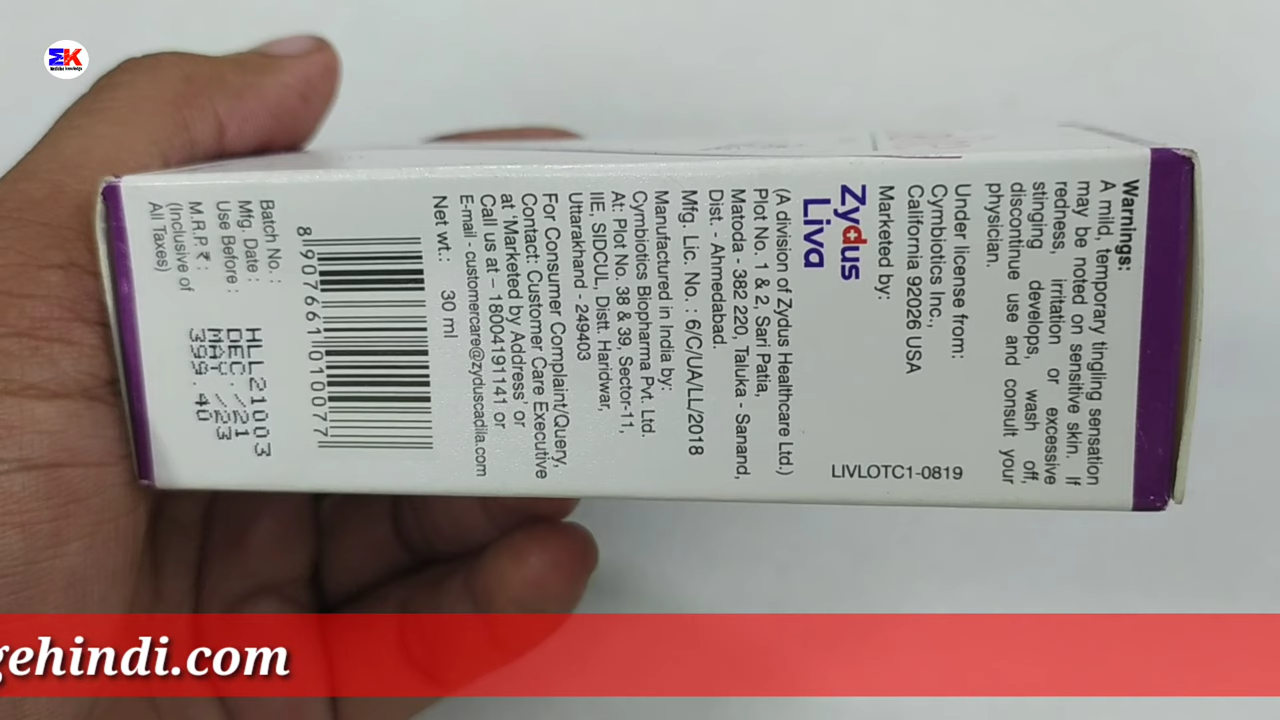 Warnings:
A mild, temporary tingling sensation
may be noted on sensitive skin. If
redness, irritation or excessive
stinging develops, wash off,
discontinue use and consult your
physician.
Under license from:
Cymbiotics Inc.,
California 92026 USA
Marketed by:
Zydus
Liva
LIVLOTC1-0819
(A division of Zydus Healthcare Ltd.)
Plot No. 1 & 2, Sari Patia,
Matoda - 382 220, Taluka - Sanand,
Dist. - Ahmedabad.
Mfg. Lic. No. : 6/C/UA/LL/2018
Manufactured in India by:
Cymbiotics Biopharma Pvt. Ltd.
At: Plot No. 38 & 39, Sector-11,
IIE, SIDCUL, Distt. Haridwar,
Uttarakhand - 249403
For Consumer Complaint/Query,
Contact: Customer Care Executive
at 'Marketed by Address' or
Call us at – 18004191141 or
E-mail - customercare@zyduscadila.com
Net wt.: 30 ml
8 907661 010077
Batch No. : HLL21003
Mfg. Date : DEC./21
Use Before : MAY /23
M.R.P. ₹ : 399.40
(Inclusive of
All Taxes)
MK
gehindi.com